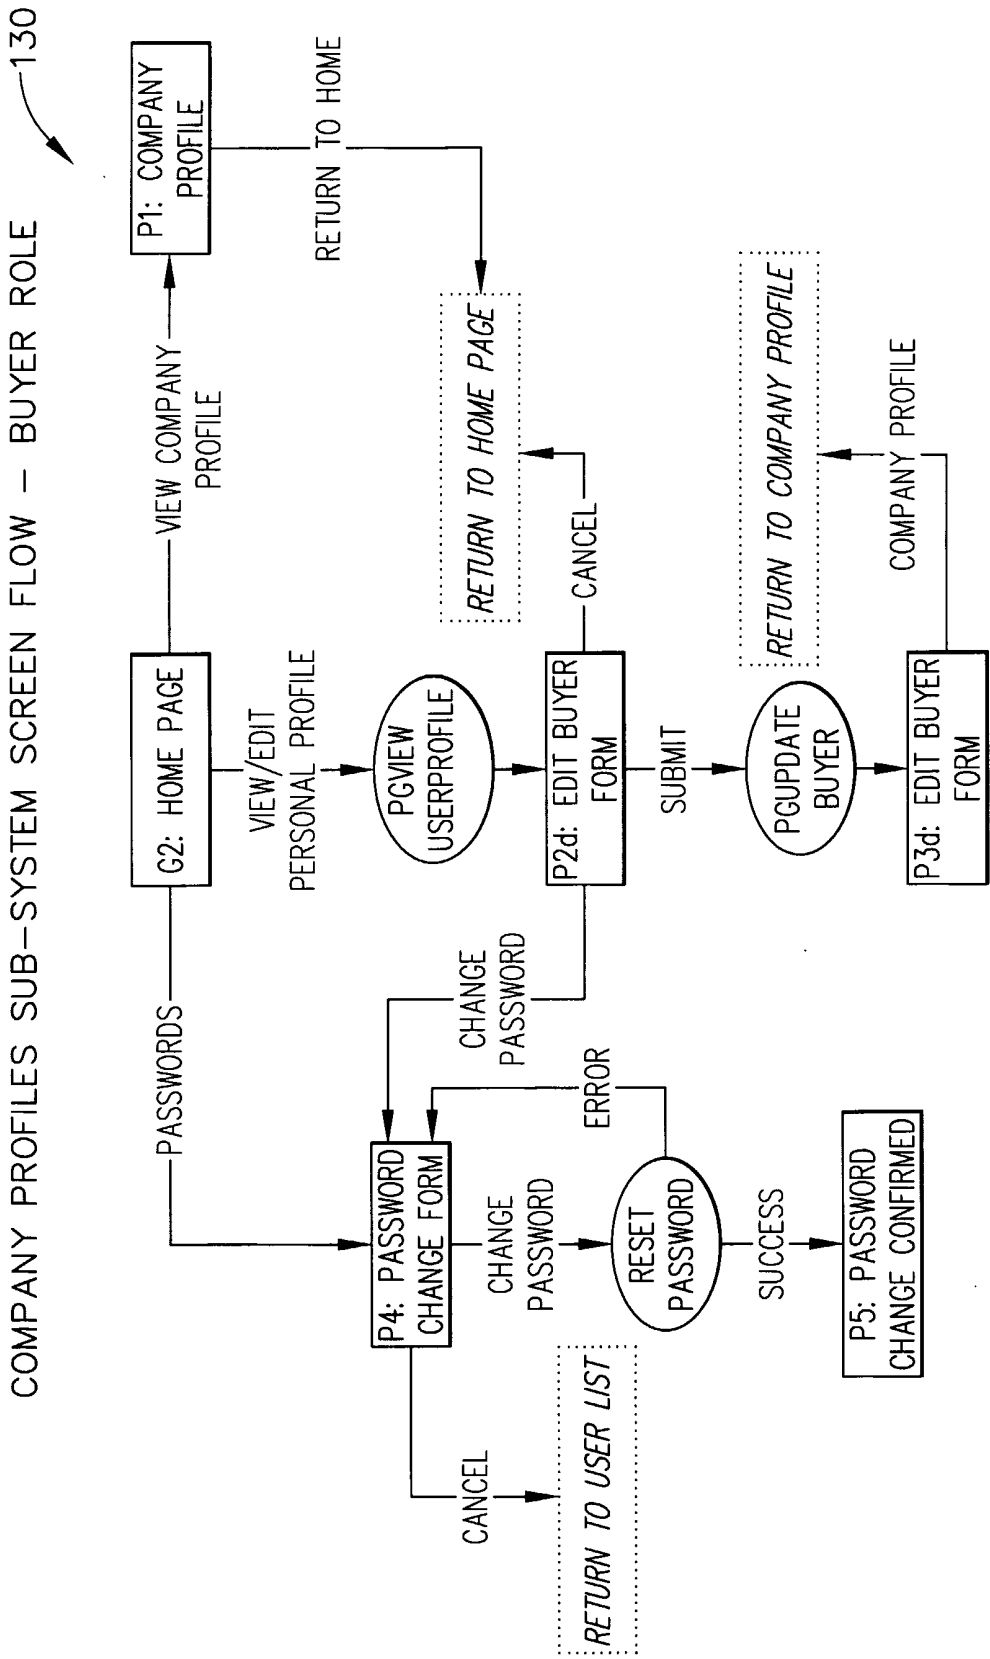 COMPANY PROFILES SUB-SYSTEM SCREEN FLOW - BUYER ROLE
130
G2: HOME PAGE
PASSWORDS
VIEW COMPANY
PROFILE
P1: COMPANY
PROFILE
VIEW/EDIT
PERSONAL PROFILE
RETURN TO HOME
PGVIEW
USERPROFILE
RETURN TO HOME PAGE
P4: PASSWORD
CHANGE FORM
CHANGE
PASSWORD
P2d: EDIT BUYER
FORM
CANCEL
CANCEL
CHANGE
PASSWORD
ERROR
SUBMIT
RETURN TO USER LIST
RESET
PASSWORD
PGUPDATE
BUYER
RETURN TO COMPANY PROFILE
SUCCESS
P5: PASSWORD
CHANGE CONFIRMED
P3d: EDIT BUYER
FORM
COMPANY PROFILE